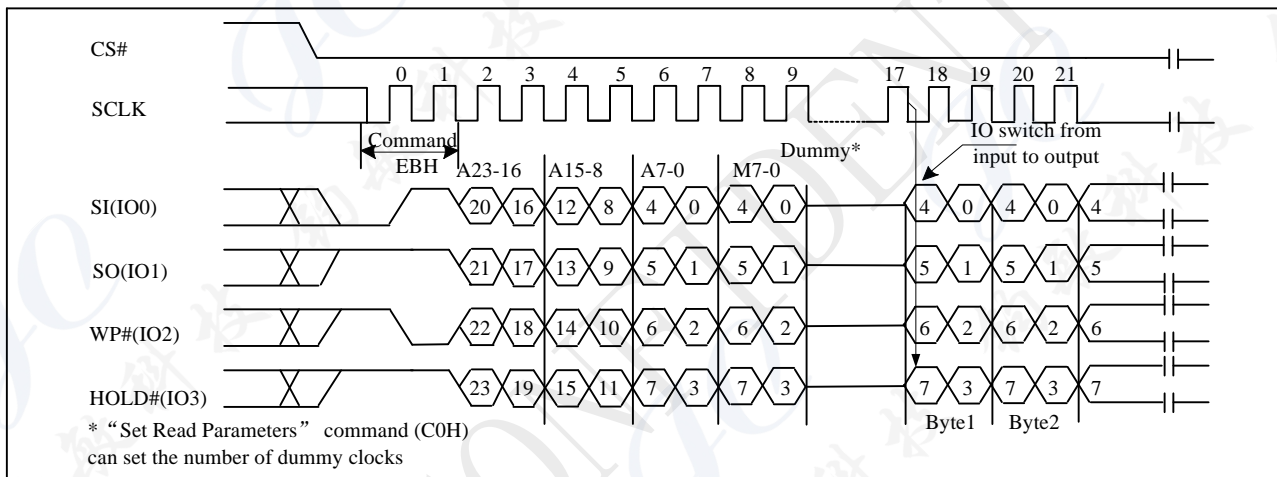 CS#
0 1 2 3 4 5 6 7 8 9 17 18 19 20 21
SCLK
Command
EBH
Dummy*
IO switch from
input to output
A23-16 A15-8 A7-0 M7-0
SI(IO0) 20 16 12 8 4 0 4 0 4 0 4 0 4
SO(IO1) 21 17 13 9 5 1 5 1 5 1 5 1 5
WP#(IO2) 22 18 14 10 6 2 6 2 6 2 6 2 6
HOLD#(IO3) 23 19 15 11 7 3 7 3 7 3 7 3 7
Byte1 Byte2
* “Set Read Parameters” command (C0H)
can set the number of dummy clocks